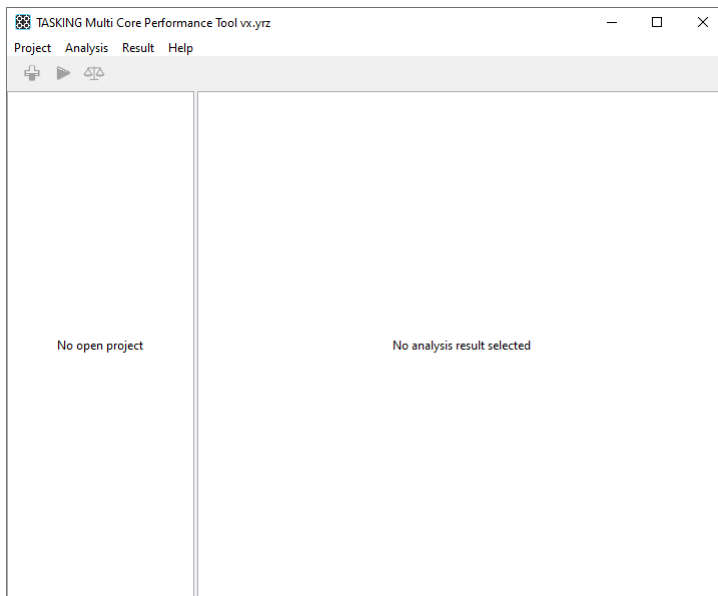 TASKING Multi Core Performance Tool vx.yrz
Project Analysis Result Help
No open project
No analysis result selected